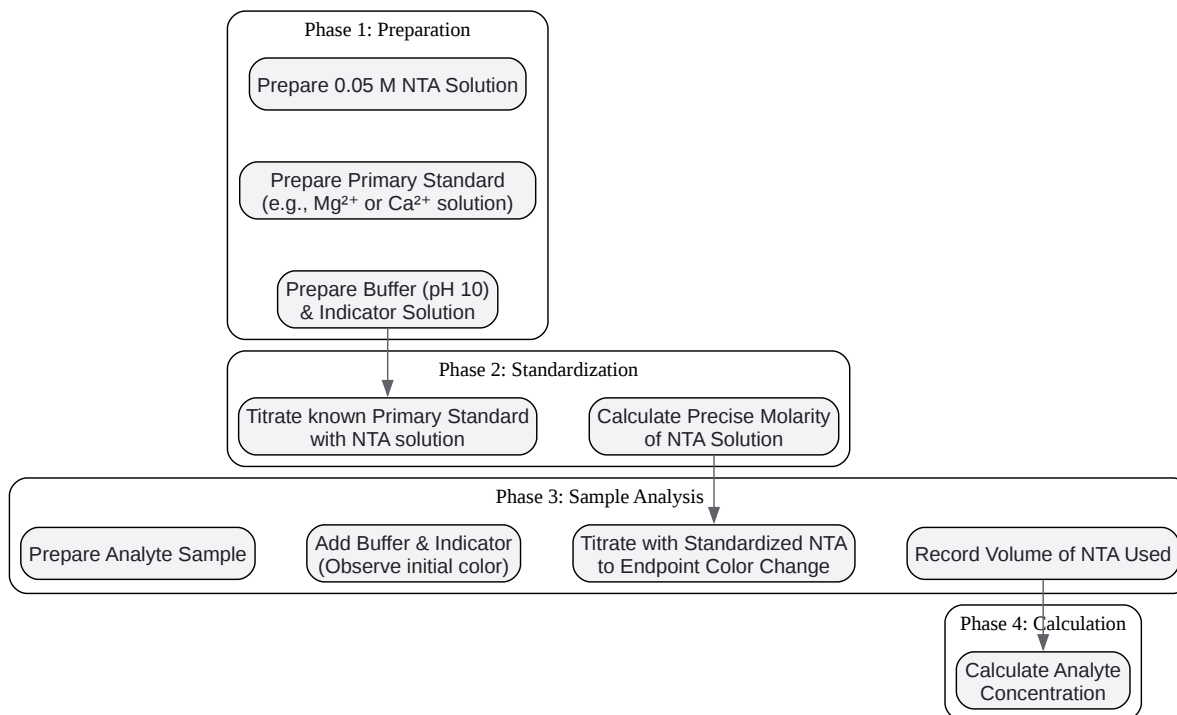 Phase 1: Preparation
Prepare 0.05 M NTA Solution
Prepare Primary Standard
(e.g., Mg²⁺ or Ca²⁺ solution)
Prepare Buffer (pH 10)
& Indicator Solution
Phase 2: Standardization
Titrate known Primary Standard
with NTA solution
Calculate Precise Molarity
of NTA Solution
Phase 3: Sample Analysis
Prepare Analyte Sample
Add Buffer & Indicator
(Observe initial color)
Titrate with Standardized NTA
to Endpoint Color Change
Record Volume of NTA Used
Phase 4: Calculation
Calculate Analyte
Concentration